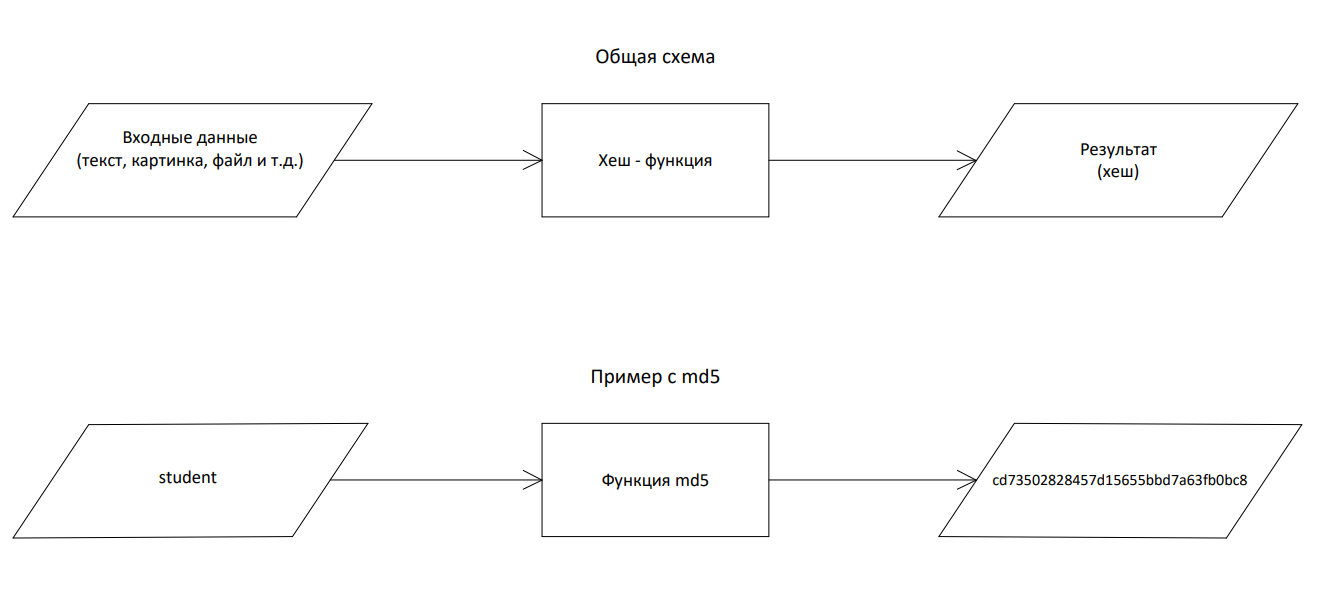 Общая схема
Входные данные
(текст, картинка, файл и т.д.)
Хеш - функция
Результат
(хеш)
Пример с md5
student
Функция md5
cd73502828457d15655bbd7a63fb0bc8